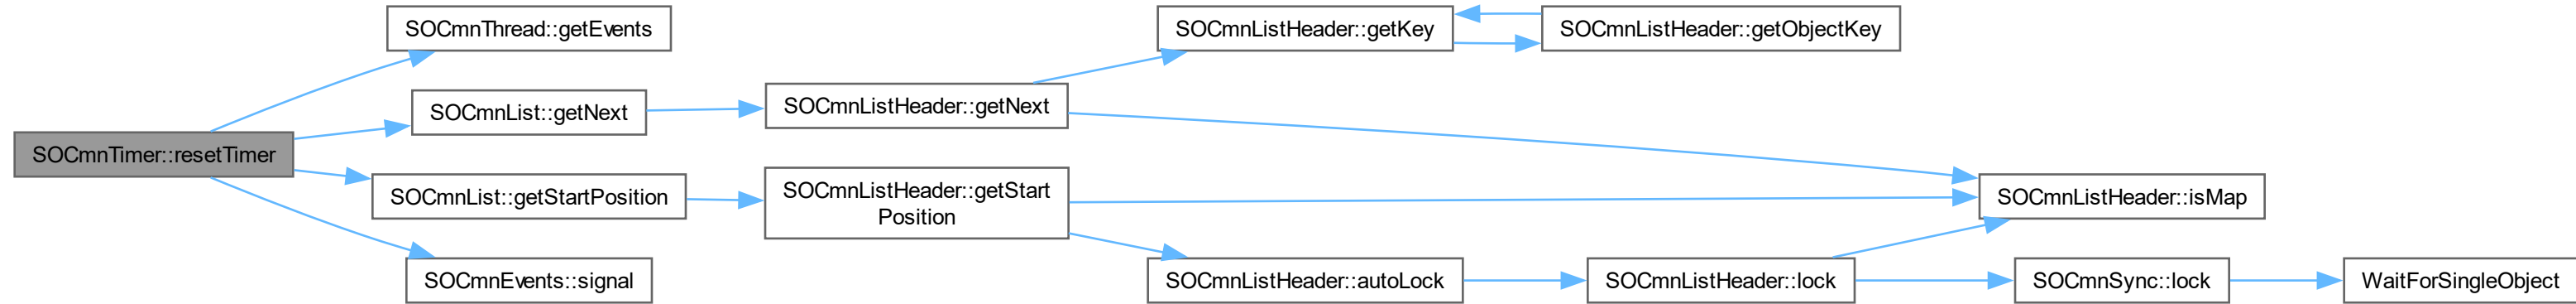 SOCmnTimer::resetTimer
SOCmnThread::getEvents
SOCmnList::getNext
SOCmnList::getStartPosition
SOCmnEvents::signal
SOCmnListHeader::getNext
SOCmnListHeader::getStart
Position
SOCmnListHeader::getKey
SOCmnListHeader::getObjectKey
SOCmnListHeader::autoLock
SOCmnListHeader::lock
SOCmnListHeader::isMap
SOCmnSync::lock
WaitForSingleObject